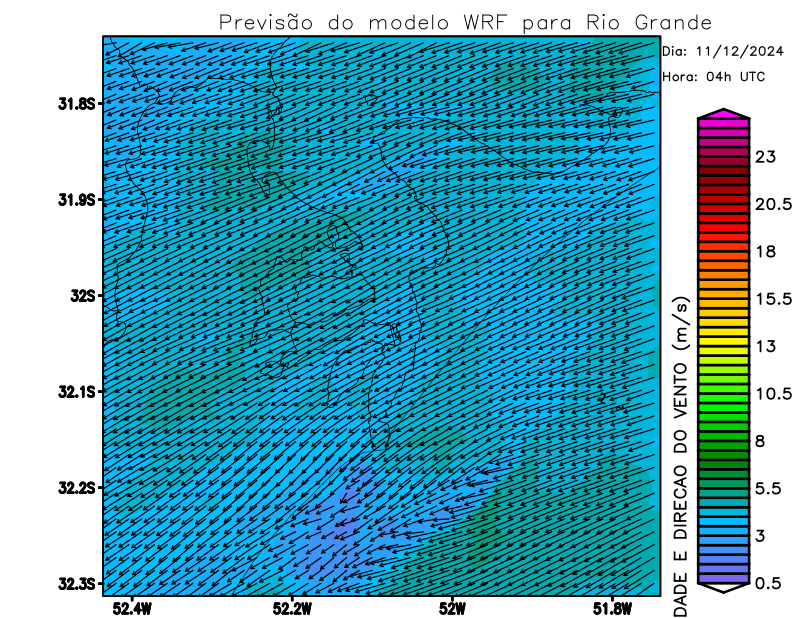 Previsão do modelo WRF para Rio Grande
Dia: 11/12/2024
Hora: 04h UTC
31.8S
31.9S
32S
32.1S
32.2S
32.3S
52.4W
52.2W
52W
51.8W
23
20.5
18
15.5
13
10.5
8
5.5
3
0.5
DADE E DIRECAO DO VENTO (m/s)